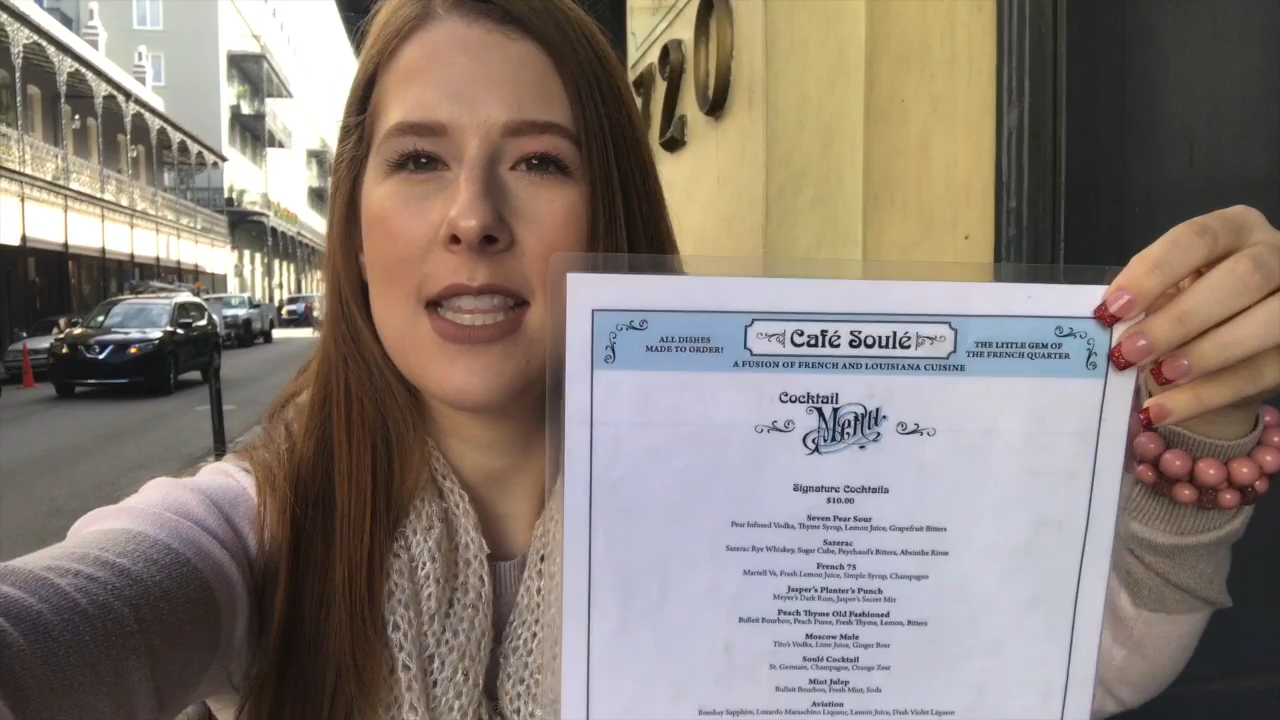 720
ALL DISHES
MADE TO ORDER!
Café Soulé
THE LITTLE GEM OF
THE FRENCH QUARTER
A FUSION OF FRENCH AND LOUISIANA CUISINE
Cocktail
Menu
Signature Cocktails
$10.00
Seven Pear Sour
Pear Infused Vodka, Thyme Syrup, Lemon Juice, Grapefruit Bitters
Sazerac
Sazerac Rye Whiskey, Sugar Cube, Peychaud's Bitters, Absinthe Rinse
French 75
Martell Vs, Fresh Lemon Juice, Simple Syrup, Champagne
Jasper's Planter's Punch
Meyer's Dark Rum, Jasper's Secret Mix
Peach Thyme Old Fashioned
Bulleit Bourbon, Peach Puree, Fresh Thyme, Lemon, Bitters
Moscow Mule
Tito's Vodka, Lime Juice, Ginger Beer
Soulé Cocktail
St. Germain, Champagne, Orange Zest
Mint Julep
Bulleit Bourbon, Fresh Mint, Soda
Aviation
Bombay Sapphire, Luxardo Maraschino Liqueur, Lemon Juice, Dash Violet Liqueur